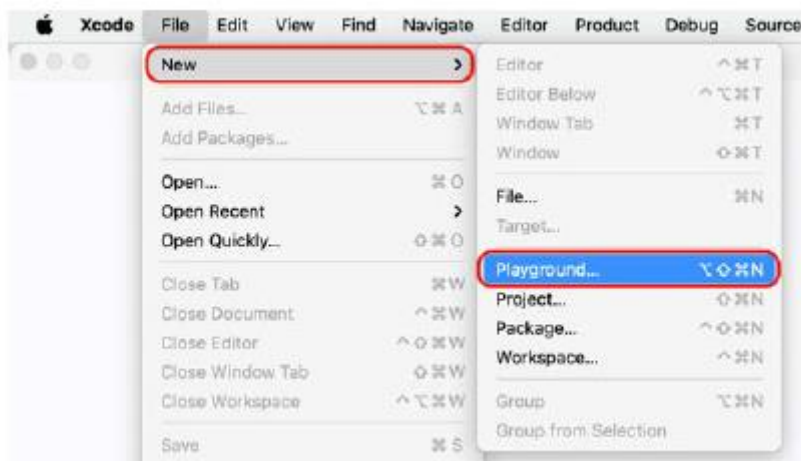 Xcode File Edit View Find Navigate Editor Product Debug Source
New >
Add Files... ⌥⌘A
Add Packages...
Open... ⌘O
Open Recent >
Open Quickly... ⇧⌘O
Close Tab ⌘W
Close Document ^⌘W
Close Editor ^⇧⌘W
Close Window Tab ⇧⌘W
Close Workspace ^⌥⌘W
Save ⌘S
Editor ^⌘T
Editor Below ^⌥⌘T
Window Tab ⌘T
Window ⇧⌘T
File... ⌘N
Target...
Playground... ⌥⇧⌘N
Project... ⇧⌘N
Package... ^⇧⌘N
Workspace... ^⌘N
Group ⌥⌘N
Group from Selection